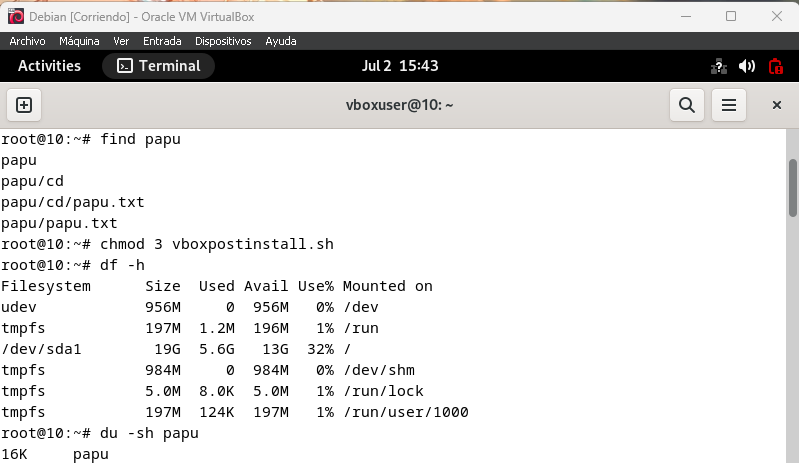 Debian [Corriendo] - Oracle VM VirtualBox
Archivo Máquina Ver Entrada Dispositivos Ayuda
Activities Terminal Jul 2 15:43
vboxuser@10: ~
root@10:~# find papu
papu
papu/cd
papu/cd/papu.txt
papu/papu.txt
root@10:~# chmod 3 vboxpostinstall.sh
root@10:~# df -h
Filesystem      Size  Used Avail Use% Mounted on
udev            956M     0  956M   0% /dev
tmpfs           197M  1.2M  196M   1% /run
/dev/sda1        19G  5.6G   13G  32% /
tmpfs           984M     0  984M   0% /dev/shm
tmpfs           5.0M  8.0K  5.0M   1% /run/lock
tmpfs           197M  124K  197M   1% /run/user/1000
root@10:~# du -sh papu
16K     papu